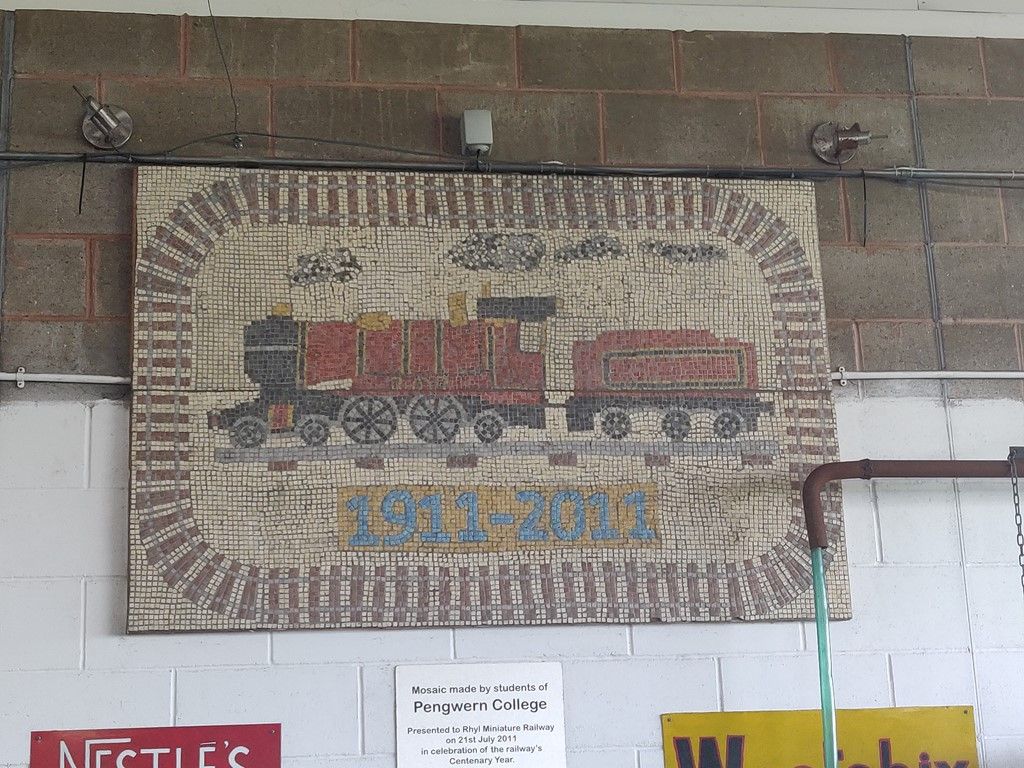 1911-2011
Mosaic made by students of
Pengwern College
Presented to Rhyl Miniature Railway
on 21st July 2011
in celebration of the railway's
Centenary Year.
NESTLE'S
Weetabix